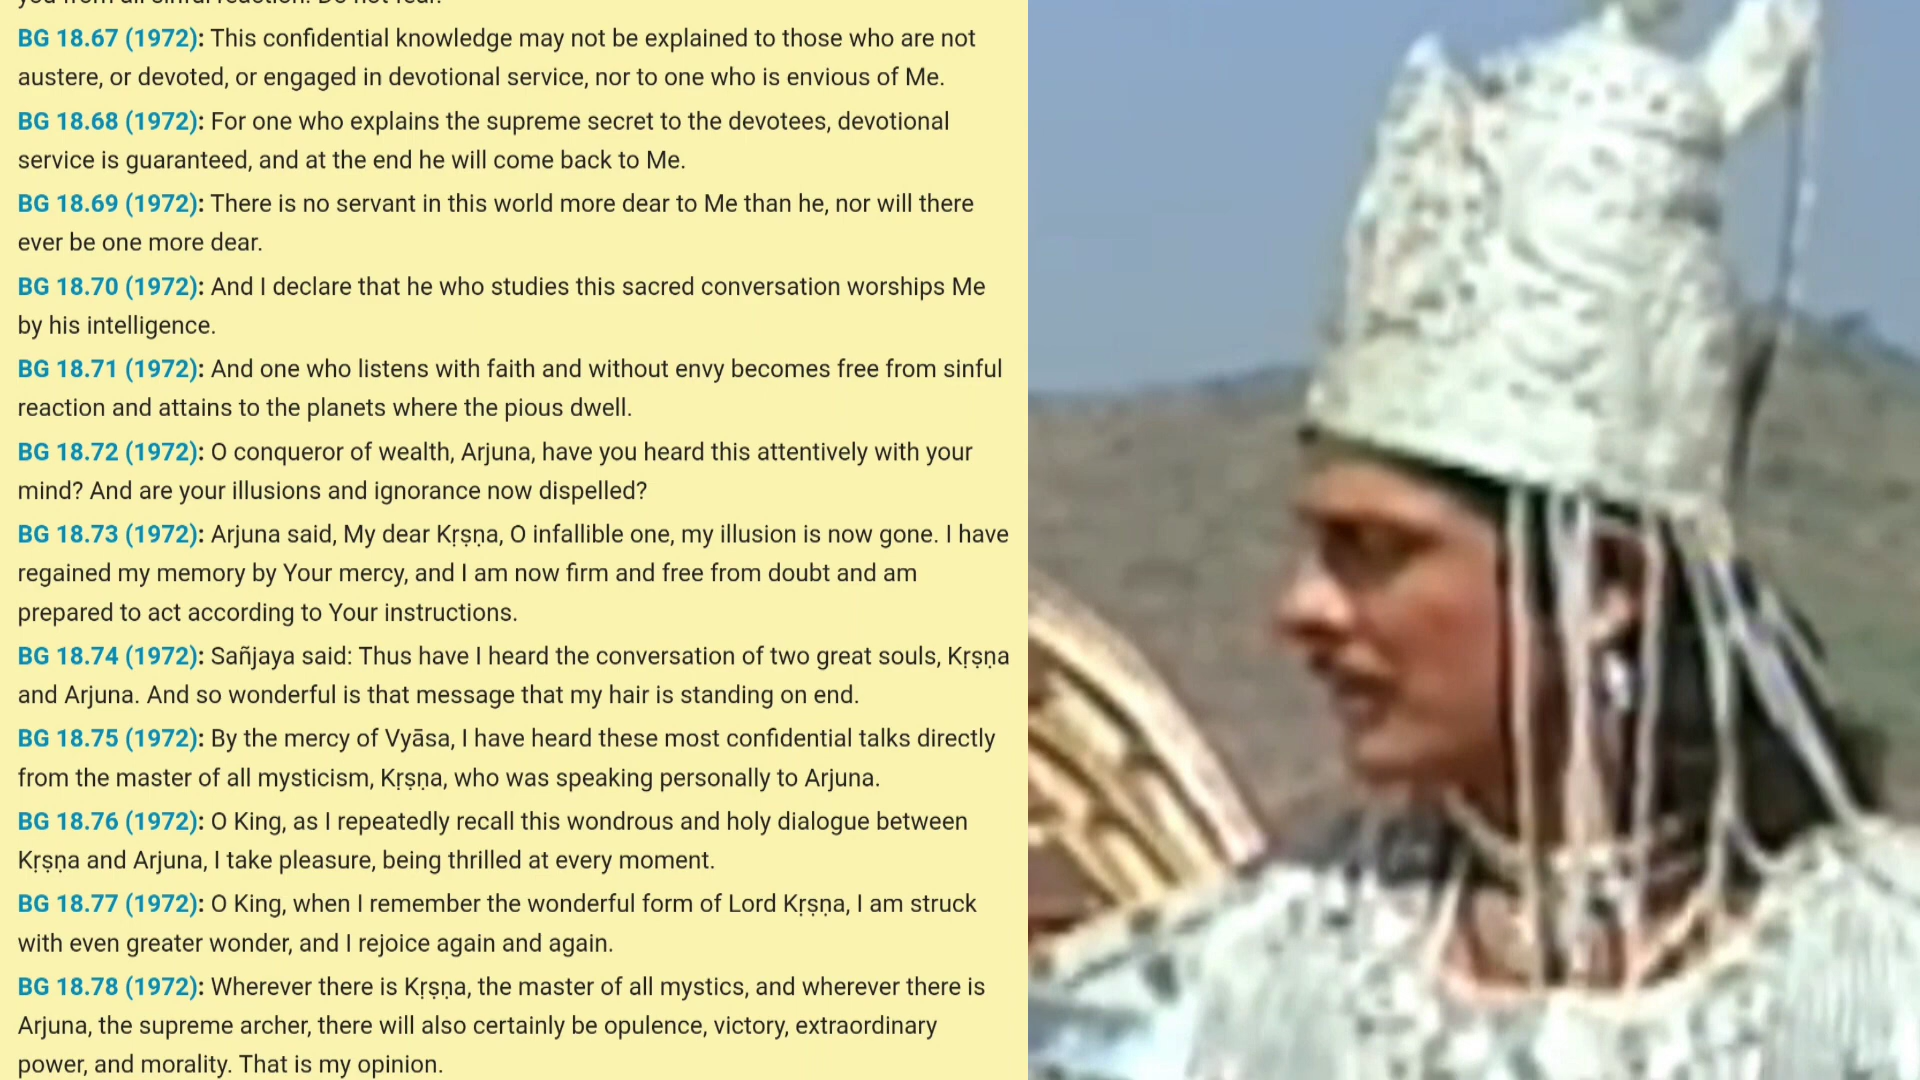 you from all sinful reaction. Do not fear.
BG 18.67 (1972): This confidential knowledge may not be explained to those who are not
austere, or devoted, or engaged in devotional service, nor to one who is envious of Me.
BG 18.68 (1972): For one who explains the supreme secret to the devotees, devotional
service is guaranteed, and at the end he will come back to Me.
BG 18.69 (1972): There is no servant in this world more dear to Me than he, nor will there
ever be one more dear.
BG 18.70 (1972): And I declare that he who studies this sacred conversation worships Me
by his intelligence.
BG 18.71 (1972): And one who listens with faith and without envy becomes free from sinful
reaction and attains to the planets where the pious dwell.
BG 18.72 (1972): O conqueror of wealth, Arjuna, have you heard this attentively with your
mind? And are your illusions and ignorance now dispelled?
BG 18.73 (1972): Arjuna said, My dear Kṛṣṇa, O infallible one, my illusion is now gone. I have
regained my memory by Your mercy, and I am now firm and free from doubt and am
prepared to act according to Your instructions.
BG 18.74 (1972): Sañjaya said: Thus have I heard the conversation of two great souls, Kṛṣṇa
and Arjuna. And so wonderful is that message that my hair is standing on end.
BG 18.75 (1972): By the mercy of Vyāsa, I have heard these most confidential talks directly
from the master of all mysticism, Kṛṣṇa, who was speaking personally to Arjuna.
BG 18.76 (1972): O King, as I repeatedly recall this wondrous and holy dialogue between
Kṛṣṇa and Arjuna, I take pleasure, being thrilled at every moment.
BG 18.77 (1972): O King, when I remember the wonderful form of Lord Kṛṣṇa, I am struck
with even greater wonder, and I rejoice again and again.
BG 18.78 (1972): Wherever there is Kṛṣṇa, the master of all mystics, and wherever there is
Arjuna, the supreme archer, there will also certainly be opulence, victory, extraordinary
power, and morality. That is my opinion.